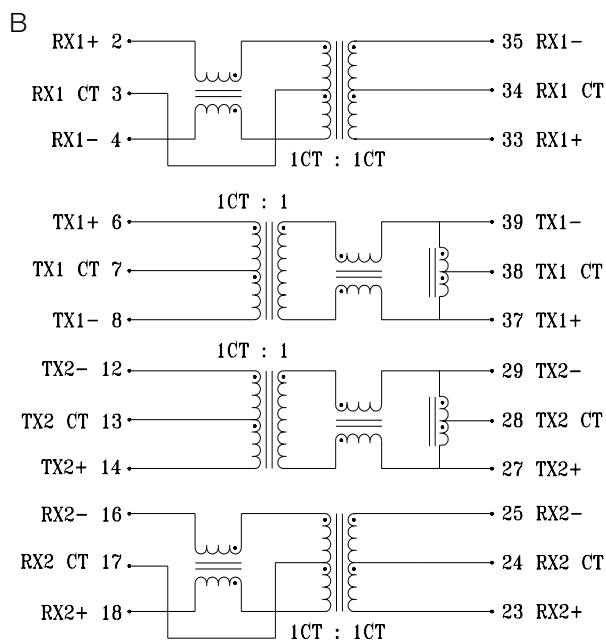 B
RX1+ 2
35 RX1-
RX1 CT 3
34 RX1 CT
RX1- 4
33 RX1+
1CT : 1CT
1CT : 1
TX1+ 6
39 TX1-
TX1 CT 7
38 TX1 CT
TX1- 8
37 TX1+
1CT : 1
TX2- 12
29 TX2-
TX2 CT 13
28 TX2 CT
TX2+ 14
27 TX2+
RX2- 16
25 RX2-
RX2 CT 17
24 RX2 CT
RX2+ 18
23 RX2+
1CT : 1CT